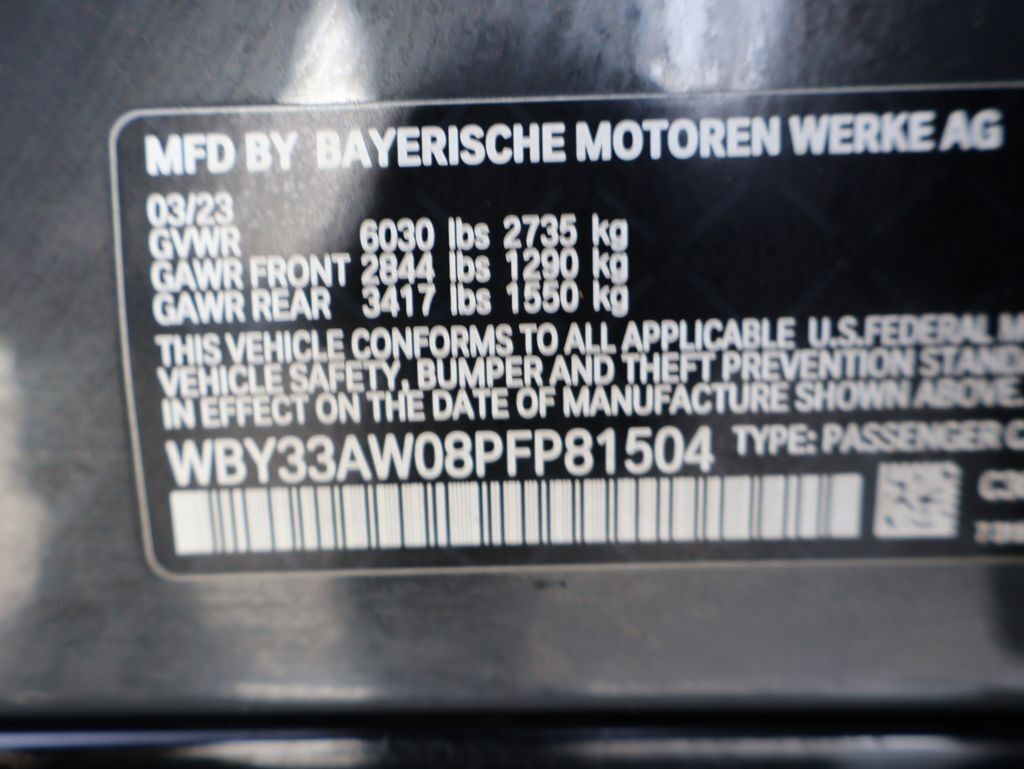 MFD BY BAYERISCHE MOTOREN WERKE AG
03/23
GVWR 6030 lbs 2735 kg
GAWR FRONT 2844 lbs 1290 kg
GAWR REAR 3417 lbs 1550 kg
THIS VEHICLE CONFORMS TO ALL APPLICABLE U.S.FEDERAL M
VEHICLE SAFETY, BUMPER AND THEFT PREVENTION STAND
IN EFFECT ON THE DATE OF MANUFACTURE SHOWN ABOVE.
WBY33AW08PFP81504 TYPE: PASSENGER C